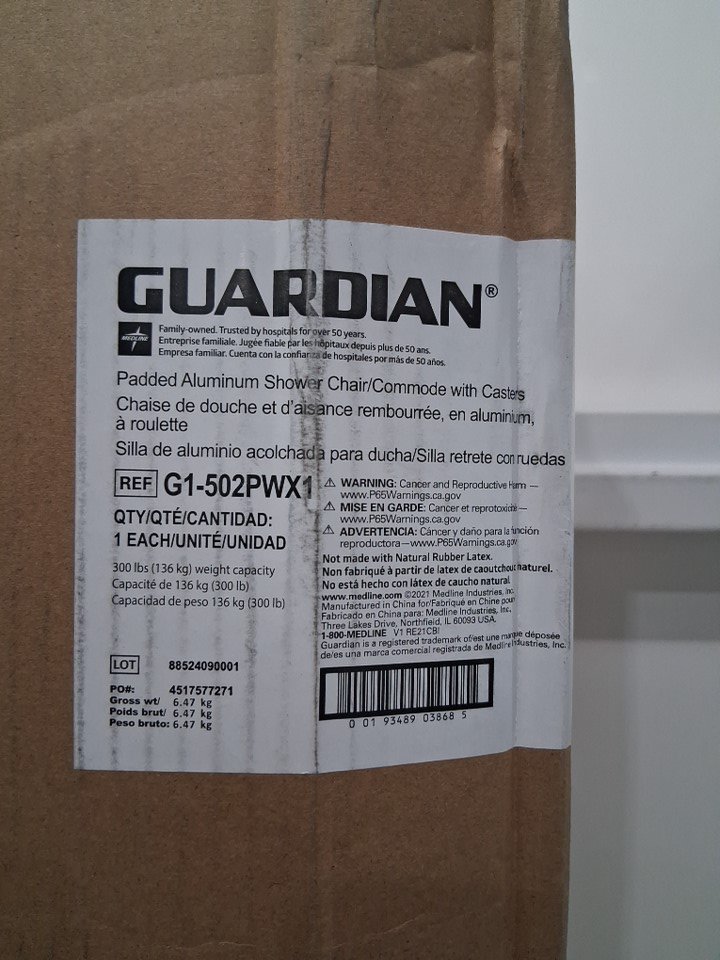 GUARDIAN®
MEDLINE
Family-owned. Trusted by hospitals for over 50 years.
Entreprise familiale. Jugée fiable par les hôpitaux depuis plus de 50 ans.
Empresa familiar. Cuenta con la confianza de hospitales por más de 50 años.
Padded Aluminum Shower Chair/Commode with Casters
Chaise de douche et d'aisance rembourrée, en aluminium,
à roulette
Silla de aluminio acolchada para ducha/Silla retrete con ruedas
REF G1-502PWX1
QTY/QTÉ/CANTIDAD:
1 EACH/UNITÉ/UNIDAD
300 lbs (136 kg) weight capacity
Capacité de 136 kg (300 lb)
Capacidad de peso 136 kg (300 lb)
⚠ WARNING: Cancer and Reproductive Harm —
www.P65Warnings.ca.gov
⚠ MISE EN GARDE: Cancer et reprotoxicité —
www.P65Warnings.ca.gov
⚠ ADVERTENCIA: Cáncer y daño para la función
reproductora—www.P65Warnings.ca.gov
Not made with Natural Rubber Latex.
Non fabriqué à partir de latex de caoutchouc naturel.
No está hecho con látex de caucho natural
www.medline.com ©2021 Medline Industries, Inc.
Manufactured in China for/Fabriqué en Chine pour/
Fabricado en China para: Medline Industries, Inc.
Three Lakes Drive, Northfield, IL 60093 USA.
1-800-MEDLINE V1 RE21CBI
Guardian is a registered trademark of/est une marque déposée
de/es una marca comercial registrada de Medline Industries, Inc.
LOT 88524090001
PO#: 4517577271
Gross wt/ 6.47 kg
Poids brut/ 6.47 kg
Peso bruto: 6.47 kg
0 01 93489 03868 5